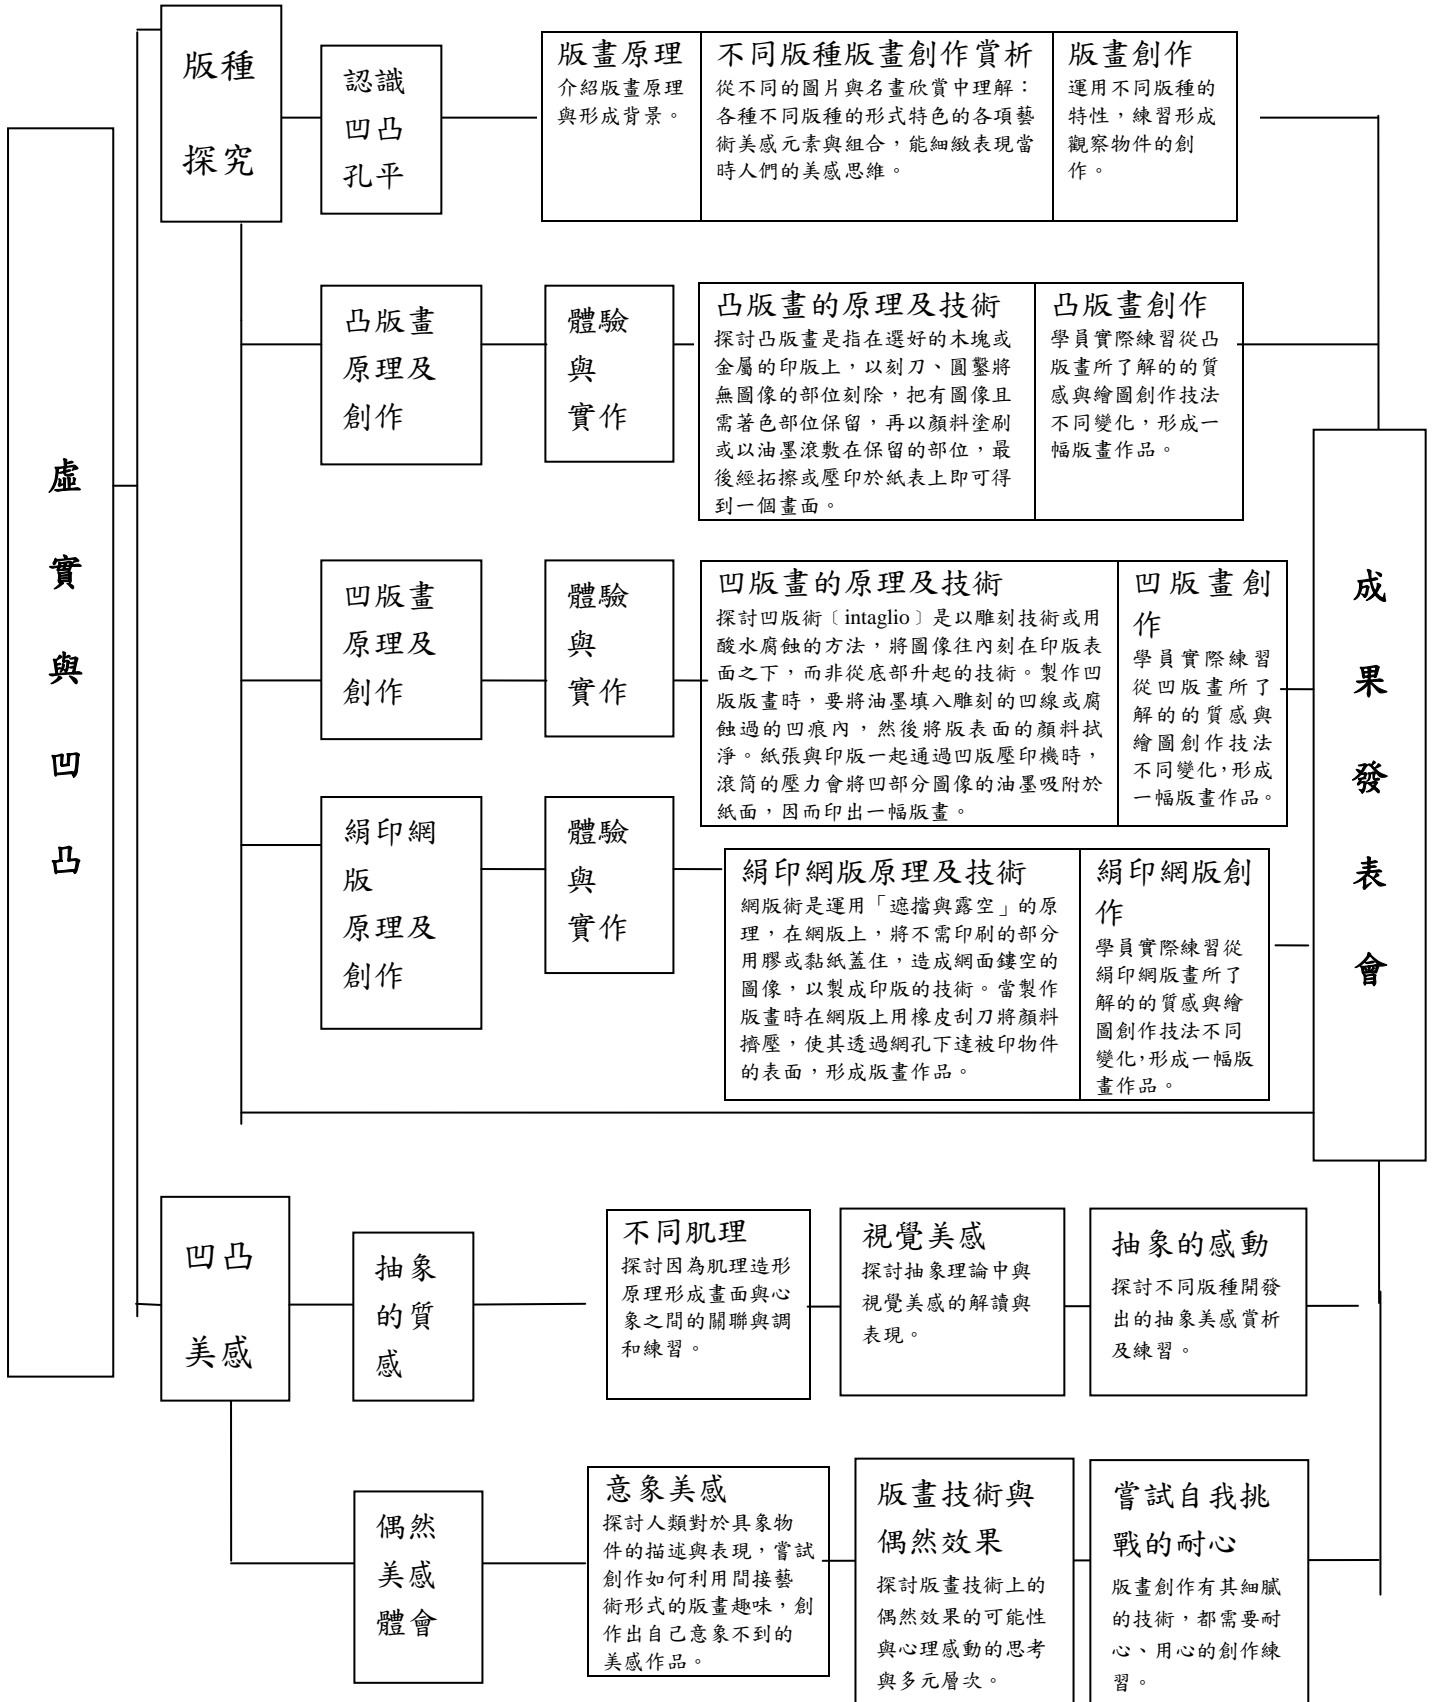 虛
實
與
凹
凸
版種
探究
認識
凹凸
孔平
版畫原理
介紹版畫原理
與形成背景。
不同版種版畫創作賞析
從不同的圖片與名畫欣賞中理解：
各種不同版種的形式特色的各項藝
術美感元素與組合，能細緻表現當
時人們的美感思維。
版畫創作
運用不同版種的
特性，練習形成
觀察物件的創
作。
凸版畫
原理及
創作
體驗
與
實作
凸版畫的原理及技術
探討凸版畫是指在選好的木塊或
金屬的印版上，以刻刀、圓鑿將
無圖像的部位刻除，把有圖像且
需著色部位保留，再以顏料塗刷
或以油墨滾敷在保留的部位，最
後經拓擦或壓印於紙表上即可得
到一個畫面。
凸版畫創作
學員實際練習從凸
版畫所了解的的質
感與繪圖創作技法
不同變化，形成一
幅版畫作品。
凹版畫
原理及
創作
體驗
與
實作
凹版畫的原理及技術
探討凹版術〔intaglio〕是以雕刻技術或用
酸水腐蝕的方法，將圖像往內刻在印版表
面之下，而非從底部升起的技術。製作凹
版版畫時，要將油墨填入雕刻的凹線或腐
蝕過的凹痕內，然後將版表面的顏料拭
淨。紙張與印版一起通過凹版壓印機時，
滾筒的壓力會將凹部分圖像的油墨吸附於
紙面，因而印出一幅版畫。
凹版畫創
作
學員實際練習
從凹版畫所了
解的的質感與
繪圖創作技法
不同變化，形成
一幅版畫作品。
絹印網
版
原理及
創作
體驗
與
實作
絹印網版原理及技術
網版術是運用「遮擋與露空」的原
理，在網版上，將不需印刷的部分
用膠或黏紙蓋住，造成網面鏤空的
圖像，以製成印版的技術。當製作
版畫時在網版上用橡皮刮刀將顏料
擠壓，使其透過網孔下達被印物件
的表面，形成版畫作品。
絹印網版創
作
學員實際練習從
絹印網版畫所了
解的的質感與繪
圖創作技法不同
變化，形成一幅版
畫作品。
成
果
發
表
會
凹凸
美感
抽象
的質
感
不同肌理
探討因為肌理造形
原理形成畫面與心
象之間的關聯與調
和練習。
視覺美感
探討抽象理論中與
視覺美感的解讀與
表現。
抽象的感動
探討不同版種開發
出的抽象美感賞析
及練習。
偶然
美感
體會
意象美感
探討人類對於具象物
件的描述與表現，嘗試
創作如何利用間接藝
術形式的版畫趣味，創
作出自己意象不到的
美感作品。
版畫技術與
偶然效果
探討版畫技術上的
偶然效果的可能性
與心理感動的思考
與多元層次。
嘗試自我挑
戰的耐心
版畫創作有其細膩
的技術，都需要耐
心、用心的創作練
習。